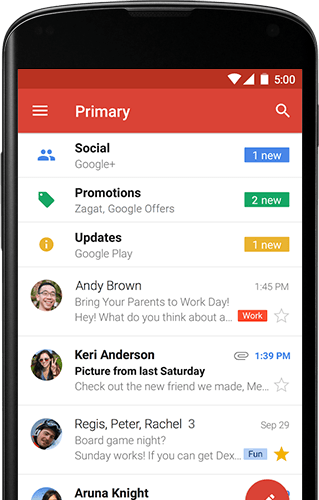 5:00
Primary
Social
Google+
1 new
Promotions
Zagat, Google Offers
2 new
Updates
Google Play
1 new
Andy Brown
1:45 PM
Bring Your Parents to Work Day!
Hey! What do you think about a...
Work
Keri Anderson
1:39 PM
Picture from last Saturday
Check out the new friend we made, Me...
Regis, Peter, Rachel 3
Sep 29
Board game night?
Sunday works! If you can get Dex...
Fun
Aruna Knight